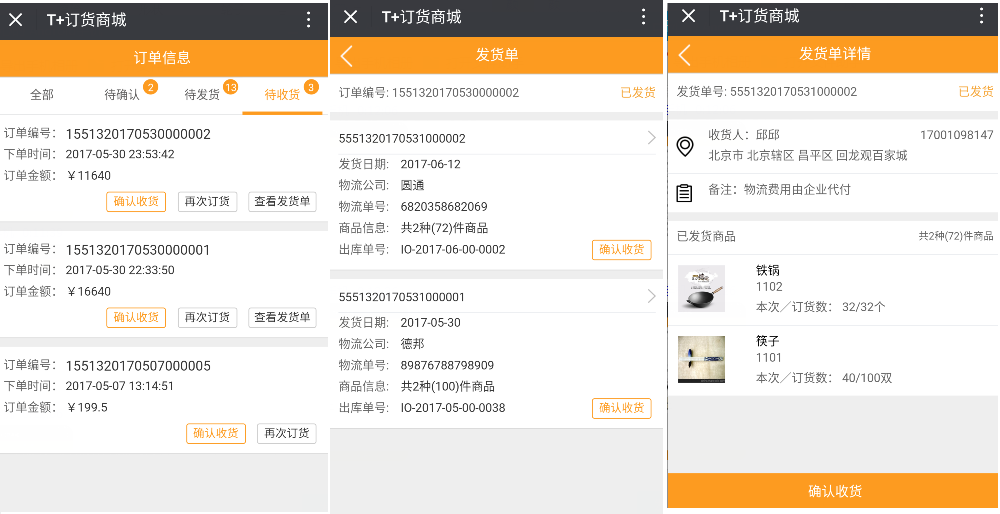 T+订货商城
订单信息
全部
待确认 2
待发货 13
待收货 3
订单编号： 1551320170530000002
下单时间： 2017-05-30 23:53:42
订单金额： ￥11640
确认收货 再次订货 查看发货单
订单编号： 1551320170530000001
下单时间： 2017-05-30 22:33:50
订单金额： ￥16640
确认收货 再次订货 查看发货单
订单编号： 1551320170507000005
下单时间： 2017-05-07 13:14:51
订单金额： ￥199.5
确认收货 再次订货
T+订货商城
发货单
订单编号: 1551320170530000002 已发货
5551320170531000002
发货日期: 2017-06-12
物流公司: 圆通
物流单号: 6820358682069
商品信息: 共2种(72)件商品
出库单号: IO-2017-06-00-0002 确认收货
5551320170531000001
发货日期: 2017-05-30
物流公司: 德邦
物流单号: 89876788798909
商品信息: 共2种(100)件商品
出库单号: IO-2017-05-00-0038 确认收货
T+订货商城
发货单详情
发货单号: 5551320170531000002 已发货
收货人：邱邱 17001098147
北京市 北京辖区 昌平区 回龙观百家城
备注：物流费用由企业代付
已发货商品 共2种(72)件商品
铁锅
1102
本次／订货数： 32/32个
筷子
1101
本次／订货数： 40/100双
确认收货